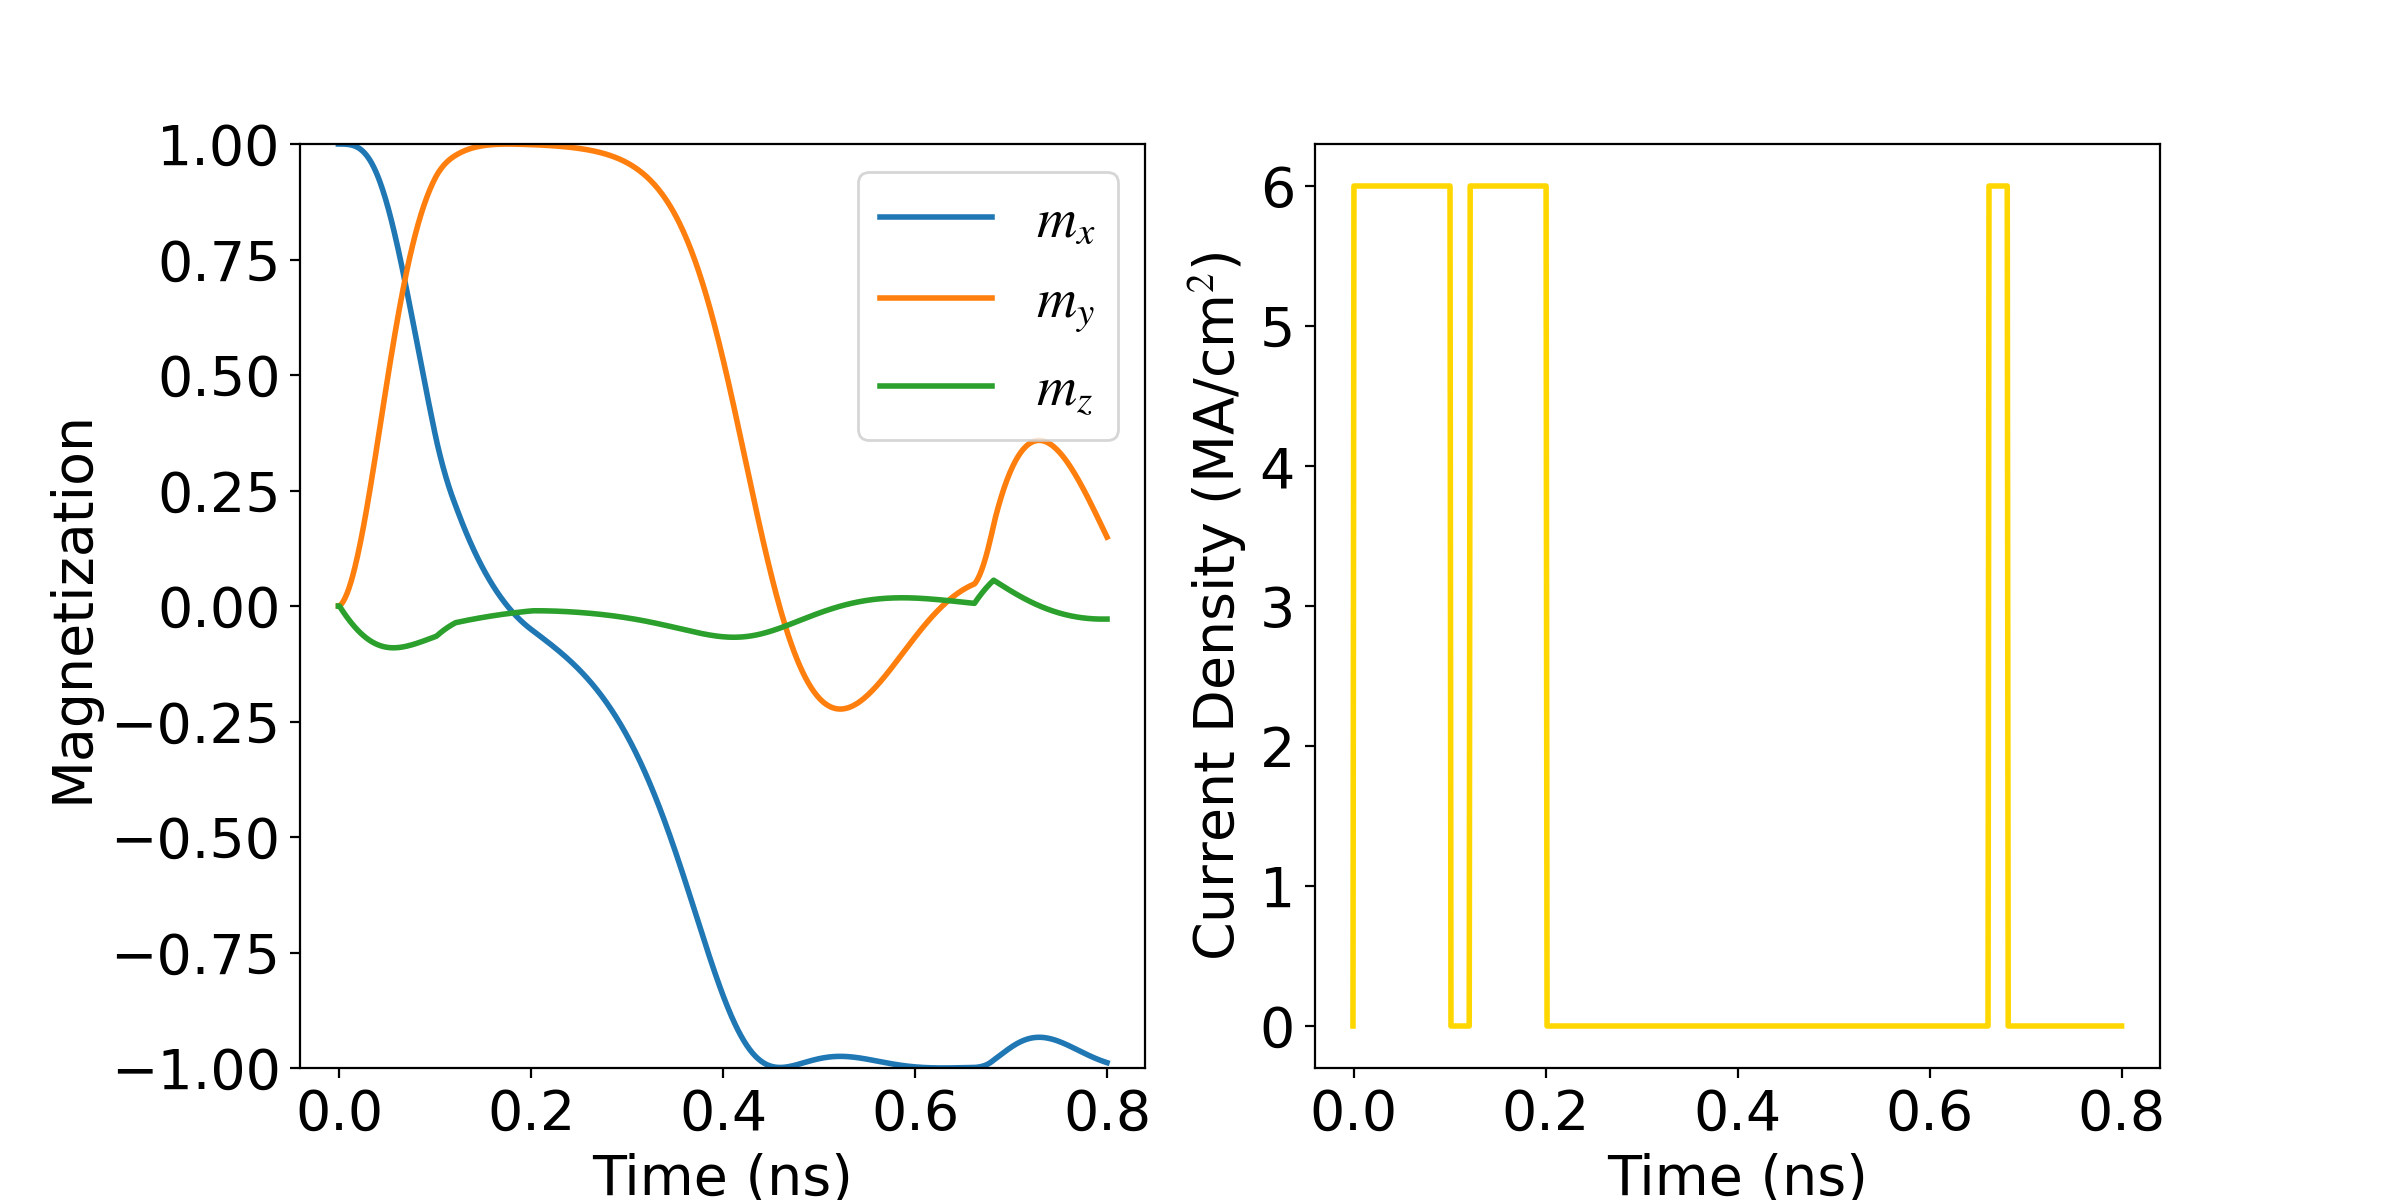 1.00
0.75
0.50
0.25
0.00
−0.25
−0.50
−0.75
−1.00
Magnetization
0.0 0.2 0.4 0.6 0.8
Time (ns)
m_x
m_y
m_z
6
5
4
3
2
1
0
Current Density (MA/cm²)
0.0 0.2 0.4 0.6 0.8
Time (ns)